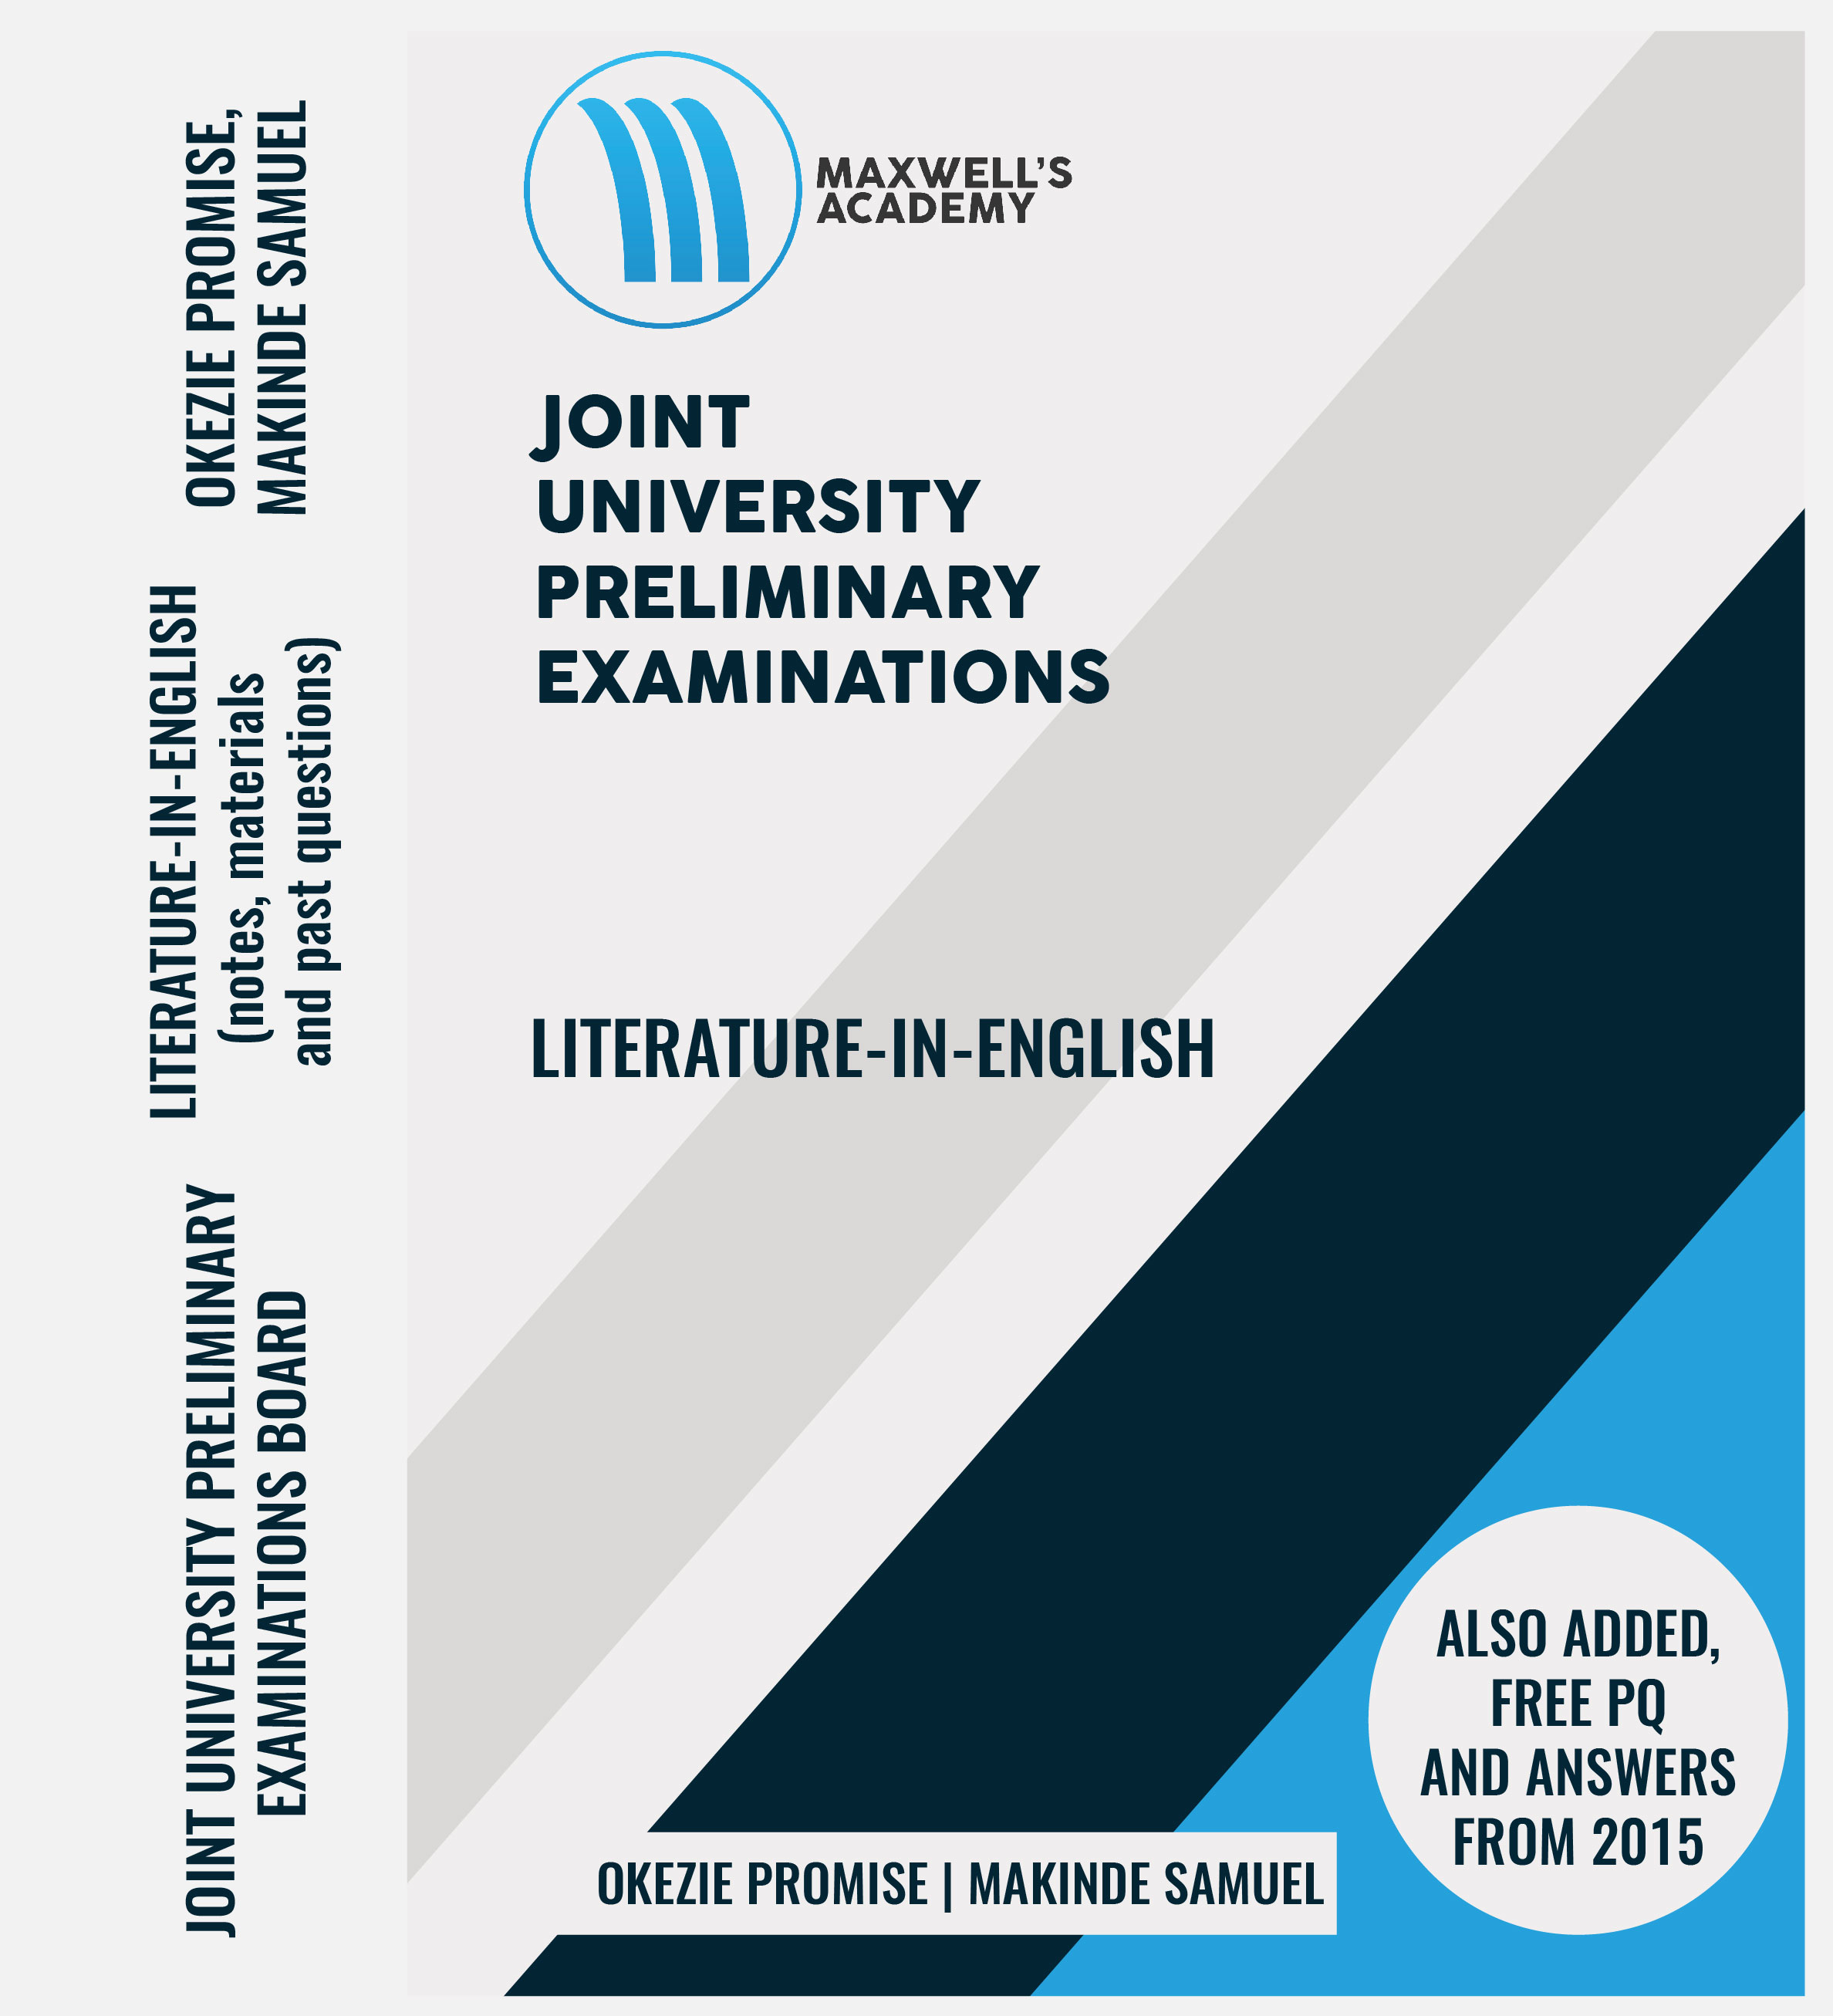 OKEZIE PROMISE,
MAKINDE SAMUEL
LITERATURE-IN-ENGLISH
(notes, materials
and past questions)
JOINT UNIVERSITY PRELIMINARY
EXAMINATIONS BOARD
MAXWELL'S
ACADEMY
JOINT
UNIVERSITY
PRELIMINARY
EXAMINATIONS
LITERATURE-IN-ENGLISH
ALSO ADDED,
FREE PQ
AND ANSWERS
FROM 2015
OKEZIE PROMISE | MAKINDE SAMUEL